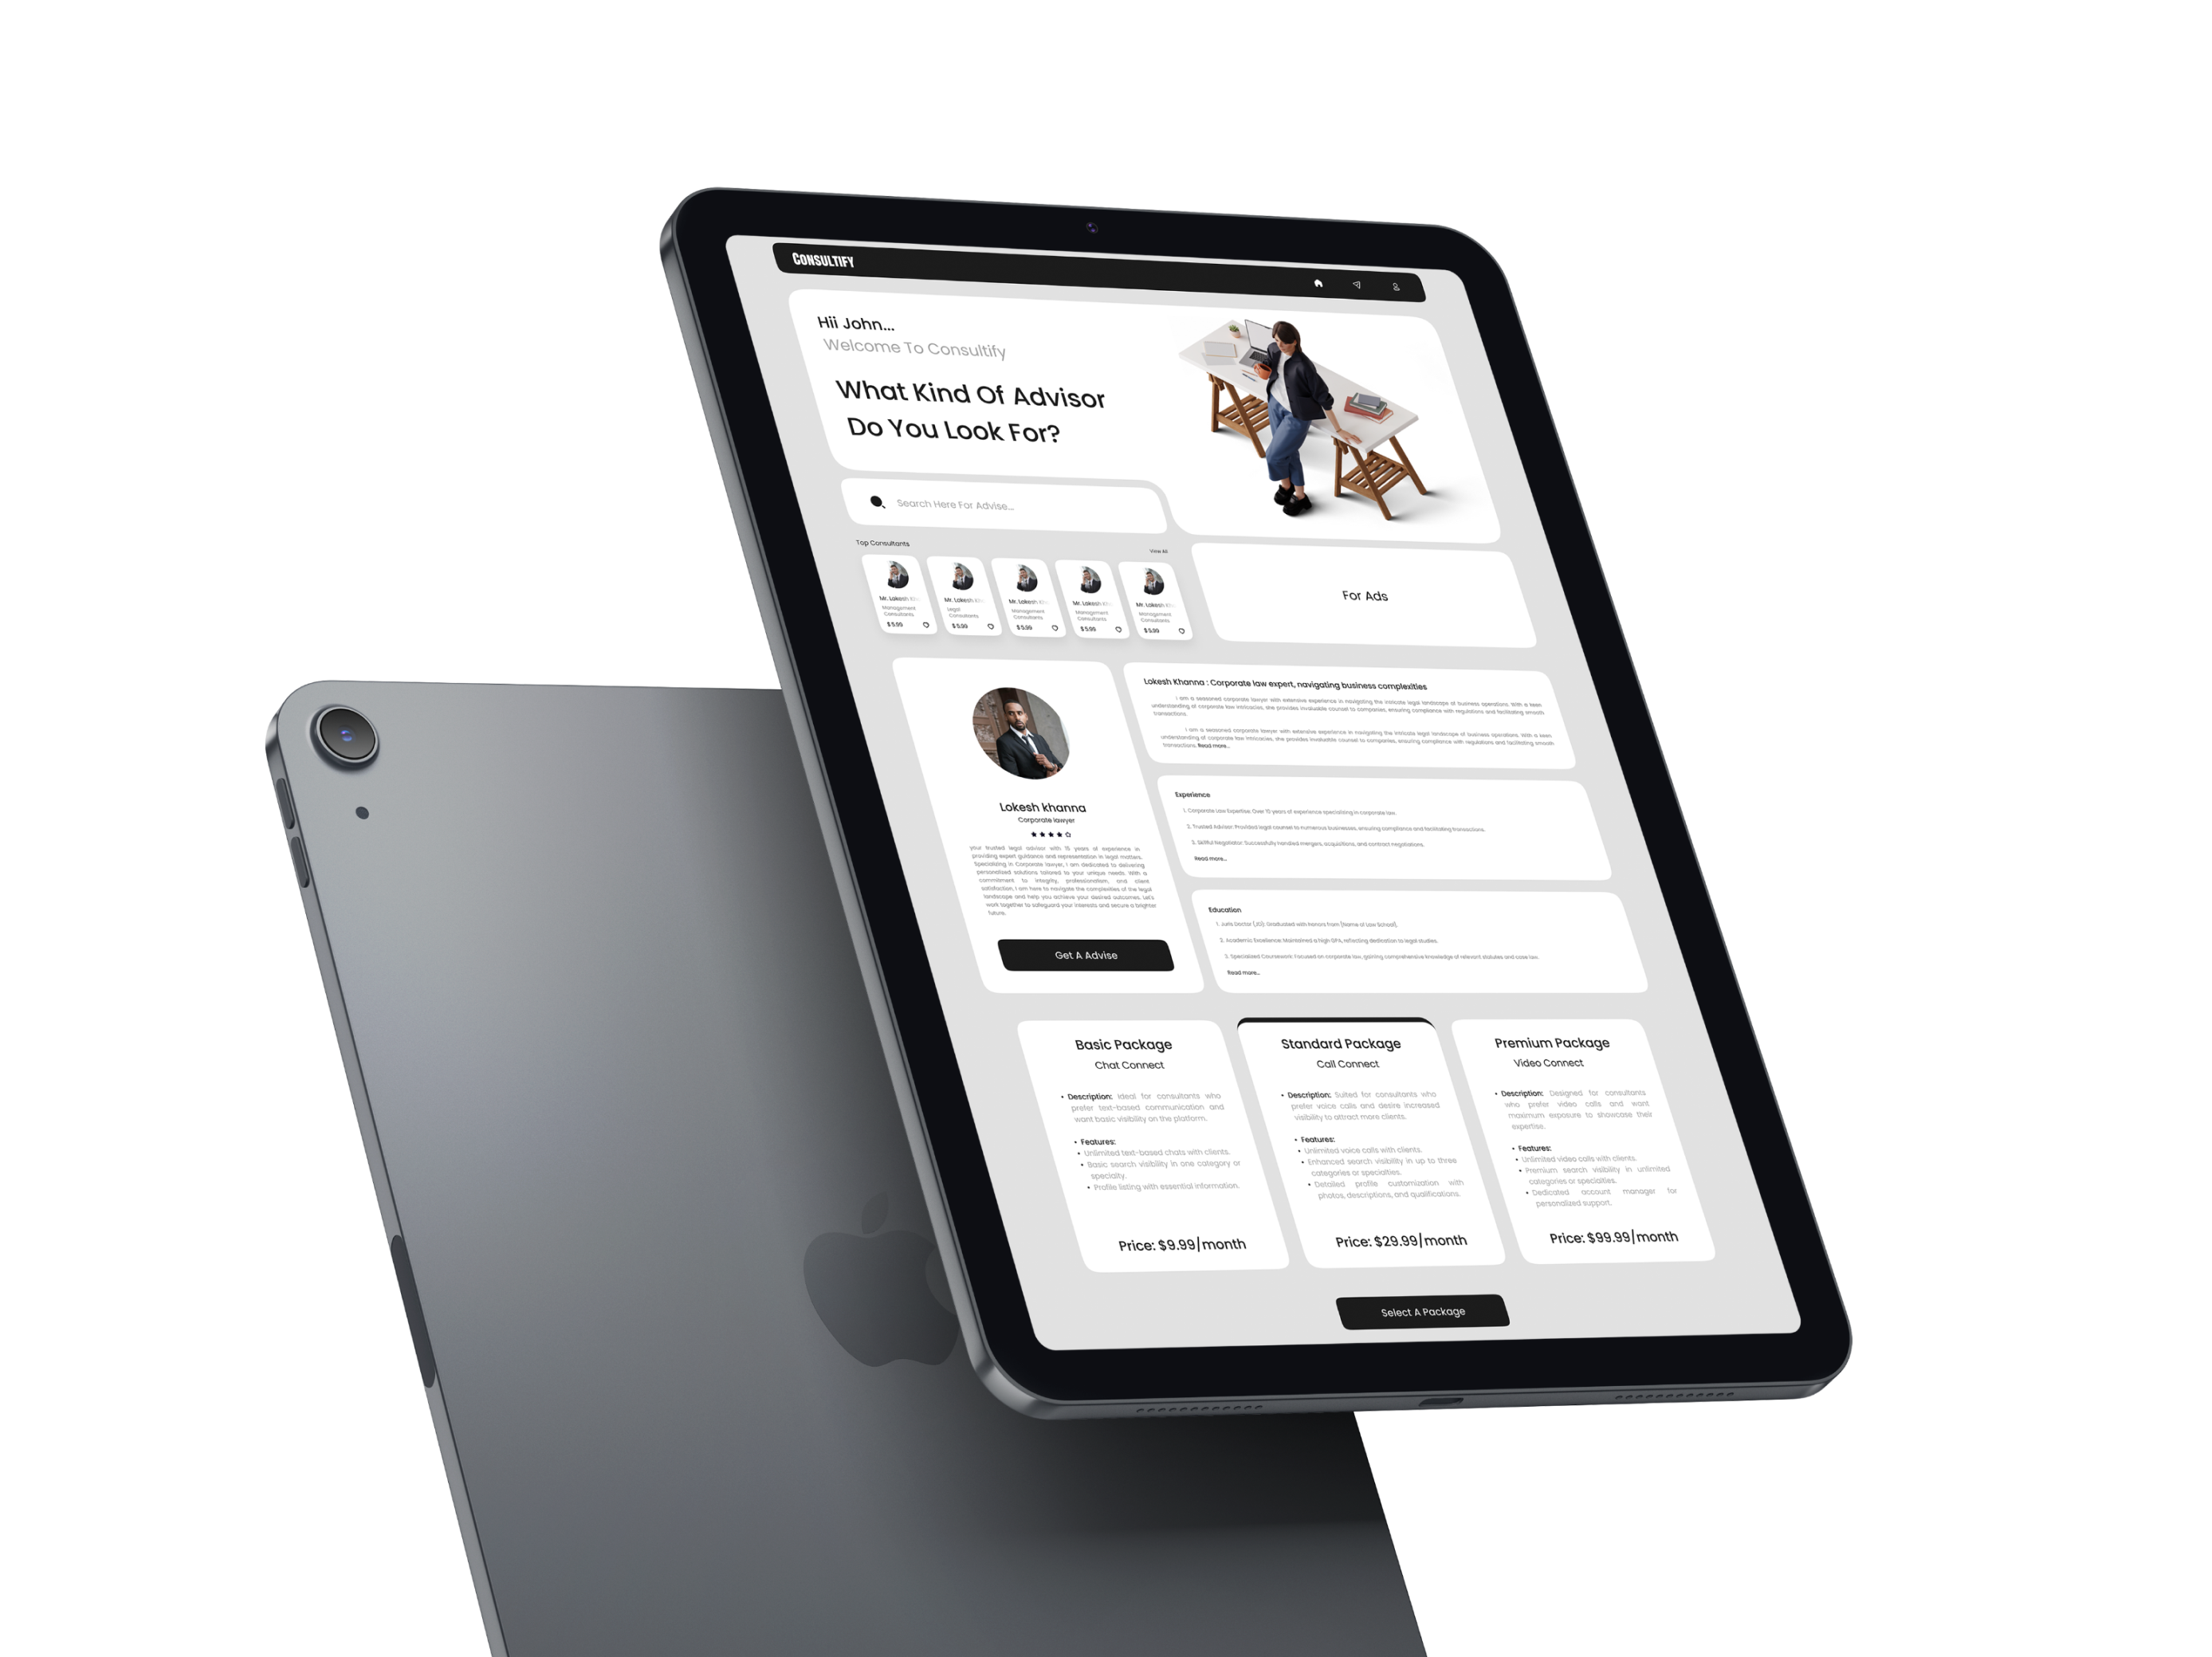 CONSULTIFY
Hii John...
Welcome To Consultify
What Kind Of Advisor
Do You Look For?
Search Here For Advise...
Top Consultants
View All
Mr. Lokesh
Management
Consultants
$ 5.99
Mr. Lokesh
Legal
Consultants
$ 5.99
Mr. Lokesh
Management
Consultants
$ 5.99
Mr. Lokesh
Management
Consultants
$ 5.99
Mr. Lokesh
Management
Consultants
$ 5.99
For Ads
Lokesh khanna
Corporate lawyer
your trusted legal advisor with 15 years of experience in
providing expert guidance and representation in legal matters.
Specializing in Corporate lawyer, I am dedicated to delivering
personalized solutions tailored to your unique needs. With a
commitment to integrity, professionalism, and client
satisfaction, I am here to navigate the complexities of the legal
landscape and help you achieve your desired outcomes. Let's
work together to safeguard your interests and secure a brighter
future.
Get A Advise
Lokesh Khanna : Corporate law expert, navigating business complexities
I am a seasoned corporate lawyer with extensive experience in navigating the intricate legal landscape of business operations. With a keen
understanding of corporate law intricacies, she provides invaluable counsel to companies, ensuring compliance with regulations and facilitating smooth
transactions.
I am a seasoned corporate lawyer with extensive experience in navigating the intricate legal landscape of business operations. With a keen
understanding of corporate law intricacies, she provides invaluable counsel to companies, ensuring compliance with regulations and facilitating smooth
transactions. Read more...
Experience
1. Corporate Law Expertise: Over 10 years of experience specializing in corporate law.
2. Trusted Advisor: Provided legal counsel to numerous businesses, ensuring compliance and facilitating transactions.
3. Skillful Negotiator: Successfully handled mergers, acquisitions, and contract negotiations.
Read more...
Education
1. Juris Doctor (JD): Graduated with honors from [Name of Law School].
2. Academic Excellence: Maintained a high GPA, reflecting dedication to legal studies.
3. Specialized Coursework: Focused on corporate law, gaining comprehensive knowledge of relevant statutes and case law.
Read more...
Basic Package
Chat Connect
• Description: Ideal for consultants who
prefer text-based communication and
want basic visibility on the platform.
• Features:
• Unlimited text-based chats with clients.
• Basic search visibility in one category or
specialty.
• Profile listing with essential information.
Price: $9.99/month
Standard Package
Call Connect
• Description: Suited for consultants who
prefer voice calls and desire increased
visibility to attract more clients.
• Features:
• Unlimited voice calls with clients.
• Enhanced search visibility in up to three
categories or specialties.
• Detailed profile customization with
photos, descriptions, and qualifications.
Price: $29.99/month
Premium Package
Video Connect
• Description: Designed for consultants
who prefer video calls and want
maximum exposure to showcase their
expertise.
• Features:
• Unlimited video calls with clients.
• Premium search visibility in unlimited
categories or specialties.
• Dedicated account manager for
personalized support.
Price: $99.99/month
Select A Package